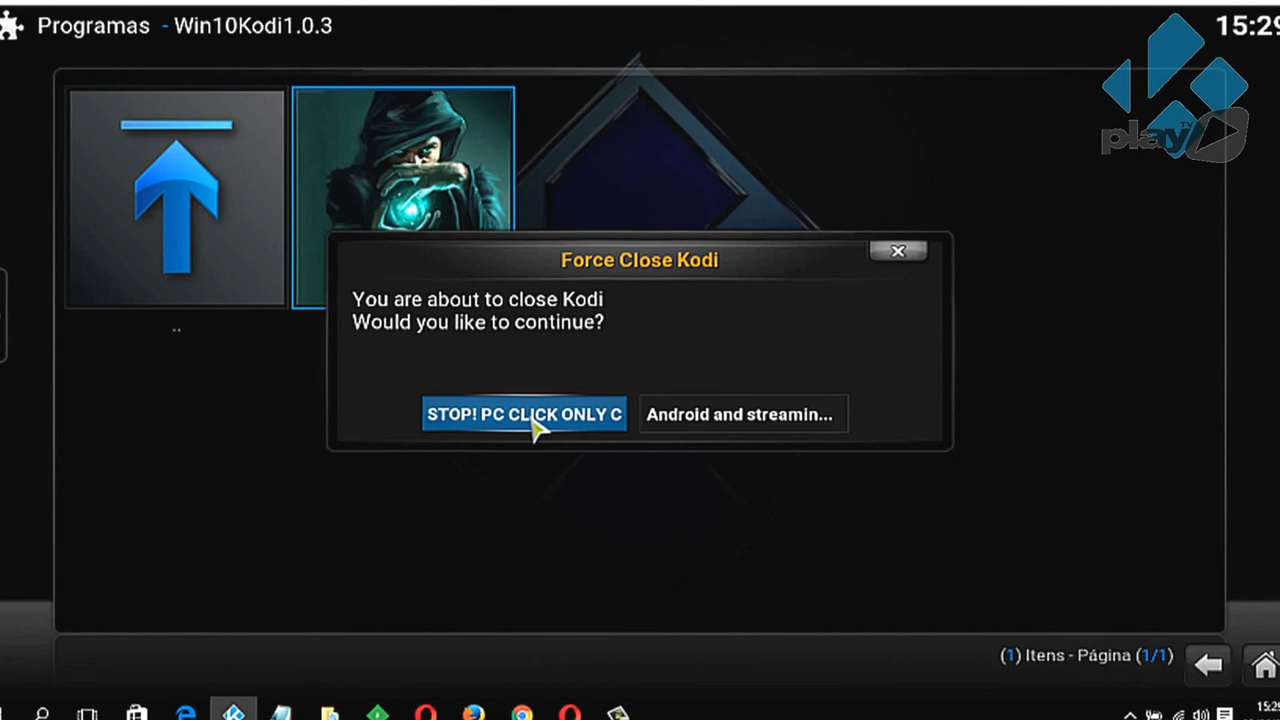 Programas - Win10Kodi1.0.3
15:29
playTV
..
Force Close Kodi
You are about to close Kodi
Would you like to continue?
STOP! PC CLICK ONLY C
Android and streamin...
(1) Itens - Página (1/1)
15:29